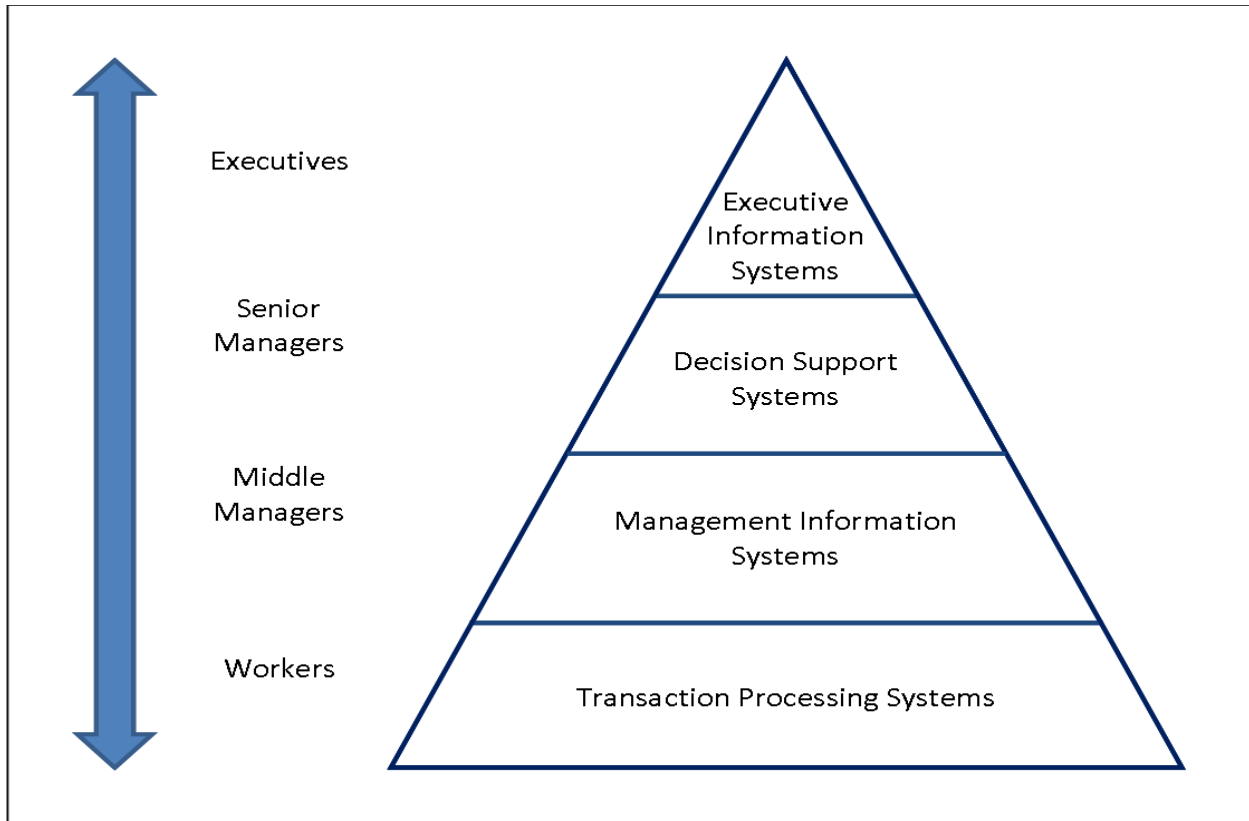 Executives
Executive
Information
Systems
Senior
Managers
Decision Support
Systems
Middle
Managers
Management Information
Systems
Workers
Transaction Processing Systems